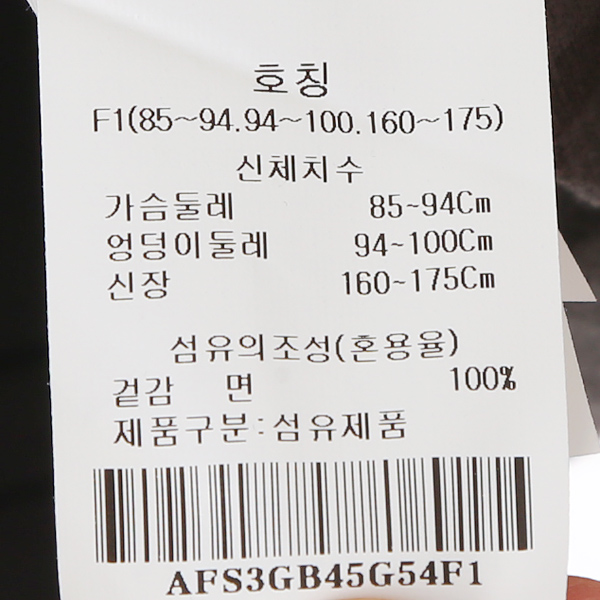 호칭
F1(85~94.94~100.160~175)
신체치수
가슴둘레 85~94Cm
엉덩이둘레 94~100Cm
신장 160~175Cm
섬유의조성(혼용율)
겉감 면 100%
제품구분:섬유제품
AFS3GB45G54F1